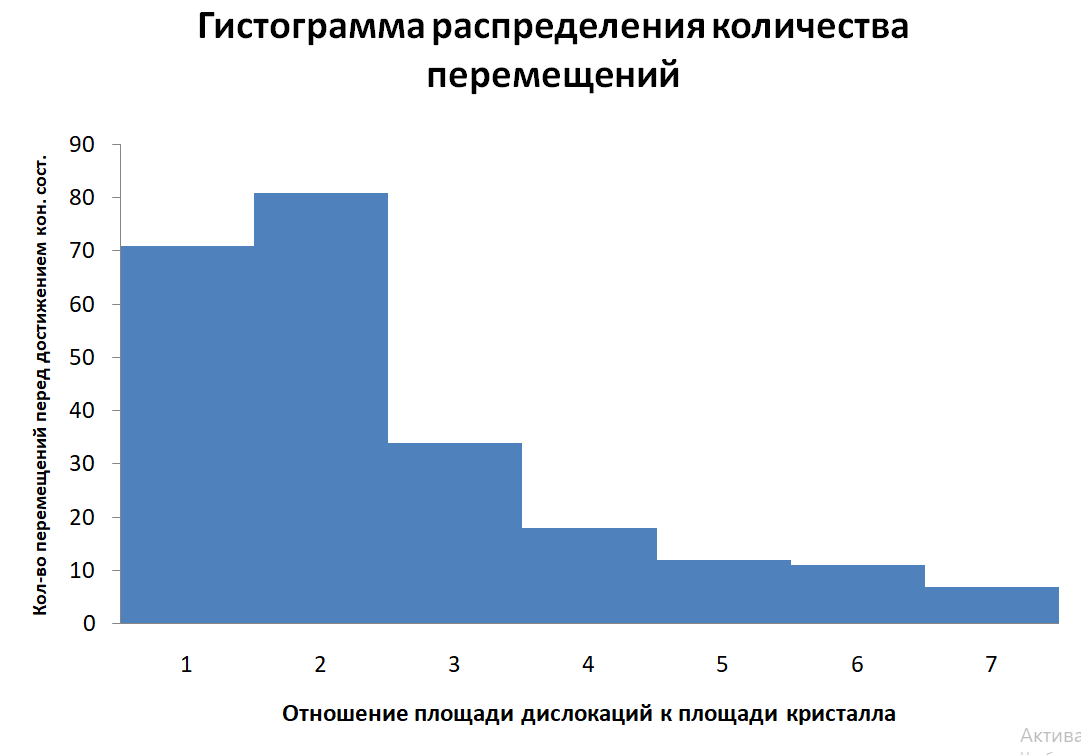 Гистограмма распределения количества
перемещений
Кол-во перемещений перед достижением кон. сост.
90
80
70
60
50
40
30
20
10
0
1 2 3 4 5 6 7
Отношение площади дислокаций к площади кристалла
Актива